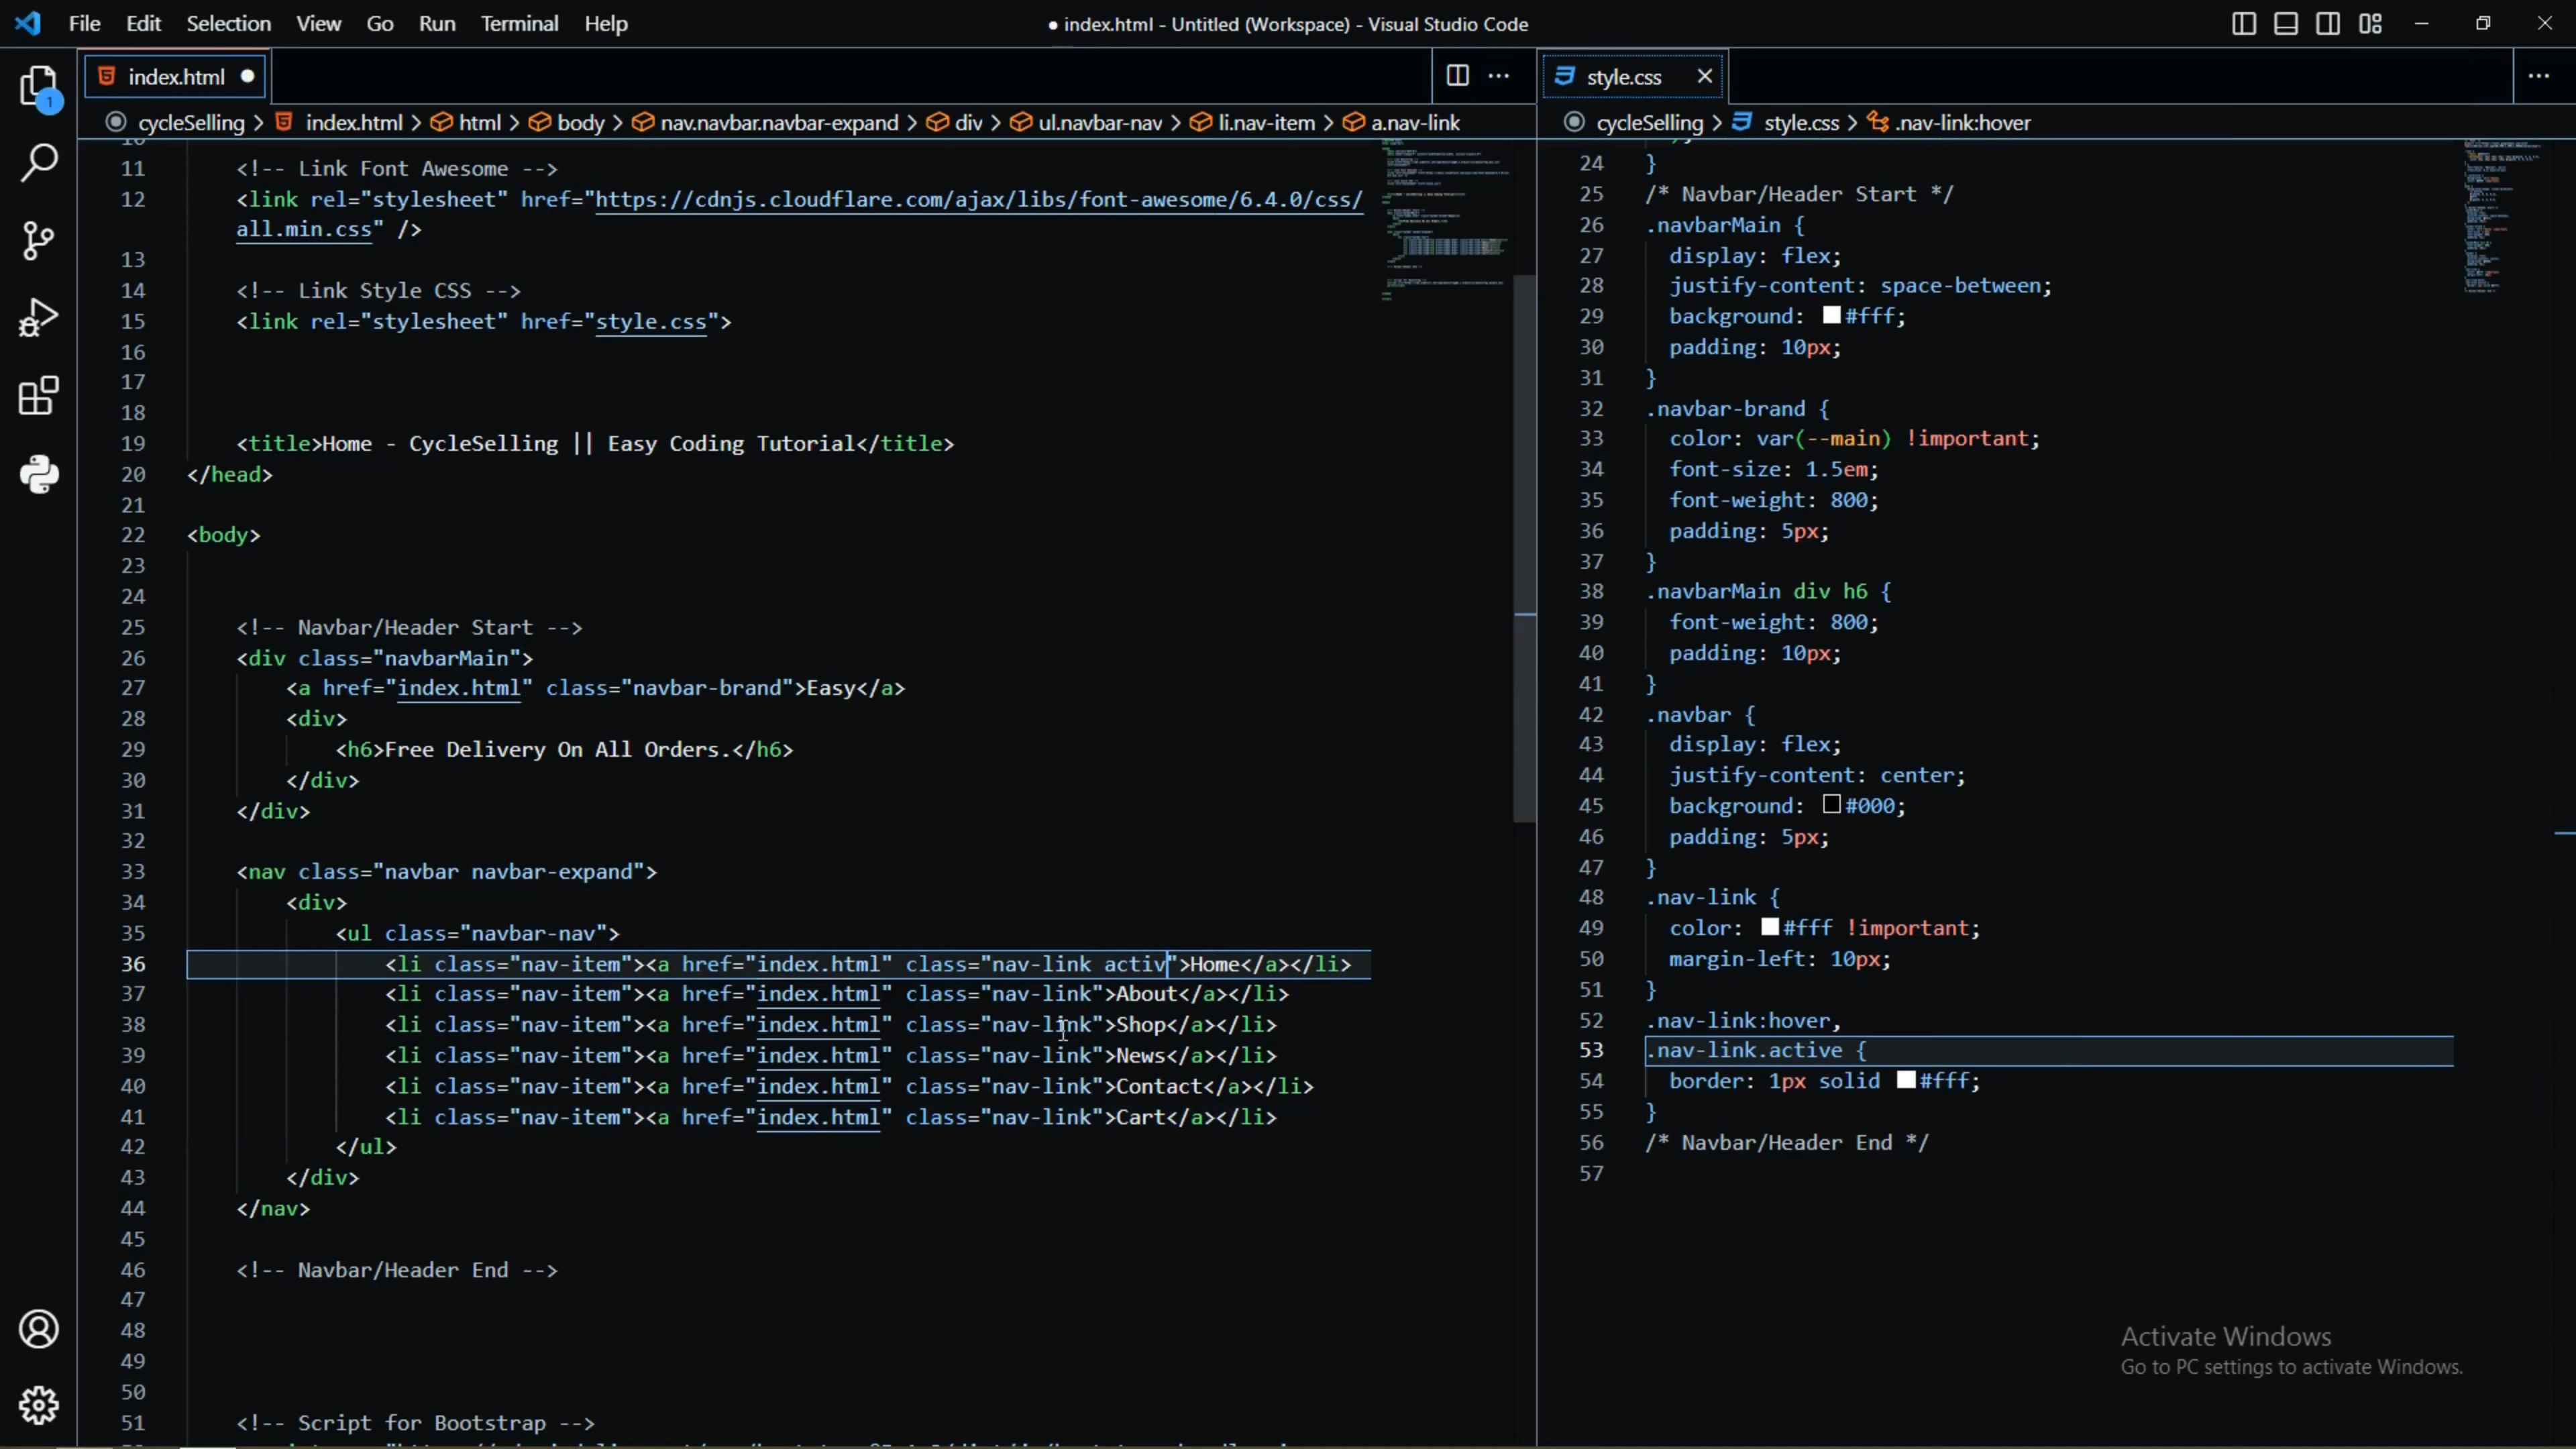 File Edit Selection View Go Run Terminal Help
● index.html - Untitled (Workspace) - Visual Studio Code
1
index.html ●
cycleSelling > index.html > html > body > nav.navbar.navbar-expand > div > ul.navbar-nav > li.nav-item > a.nav-link
11 <!-- Link Font Awesome -->
12 <link rel="stylesheet" href="https://cdnjs.cloudflare.com/ajax/libs/font-awesome/6.4.0/css/
all.min.css" />
13
14 <!-- Link Style CSS -->
15 <link rel="stylesheet" href="style.css">
16
17
18
19 <title>Home - CycleSelling || Easy Coding Tutorial</title>
20 </head>
21
22 <body>
23
24
25 <!-- Navbar/Header Start -->
26 <div class="navbarMain">
27 <a href="index.html" class="navbar-brand">Easy</a>
28 <div>
29 <h6>Free Delivery On All Orders.</h6>
30 </div>
31 </div>
32
33 <nav class="navbar navbar-expand">
34 <div>
35 <ul class="navbar-nav">
36 <li class="nav-item"><a href="index.html" class="nav-link activ">Home</a></li>
37 <li class="nav-item"><a href="index.html" class="nav-link">About</a></li>
38 <li class="nav-item"><a href="index.html" class="nav-link">Shop</a></li>
39 <li class="nav-item"><a href="index.html" class="nav-link">News</a></li>
40 <li class="nav-item"><a href="index.html" class="nav-link">Contact</a></li>
41 <li class="nav-item"><a href="index.html" class="nav-link">Cart</a></li>
42 </ul>
43 </div>
44 </nav>
45
46 <!-- Navbar/Header End -->
47
48
49
50
51 <!-- Script for Bootstrap -->
style.css
cycleSelling > style.css > .nav-link:hover
24 }
25 /* Navbar/Header Start */
26 .navbarMain {
27 display: flex;
28 justify-content: space-between;
29 background: #fff;
30 padding: 10px;
31 }
32 .navbar-brand {
33 color: var(--main) !important;
34 font-size: 1.5em;
35 font-weight: 800;
36 padding: 5px;
37 }
38 .navbarMain div h6 {
39 font-weight: 800;
40 padding: 10px;
41 }
42 .navbar {
43 display: flex;
44 justify-content: center;
45 background: #000;
46 padding: 5px;
47 }
48 .nav-link {
49 color: #fff !important;
50 margin-left: 10px;
51 }
52 .nav-link:hover,
53 .nav-link.active {
54 border: 1px solid #fff;
55 }
56 /* Navbar/Header End */
57
Activate Windows
Go to PC settings to activate Windows.